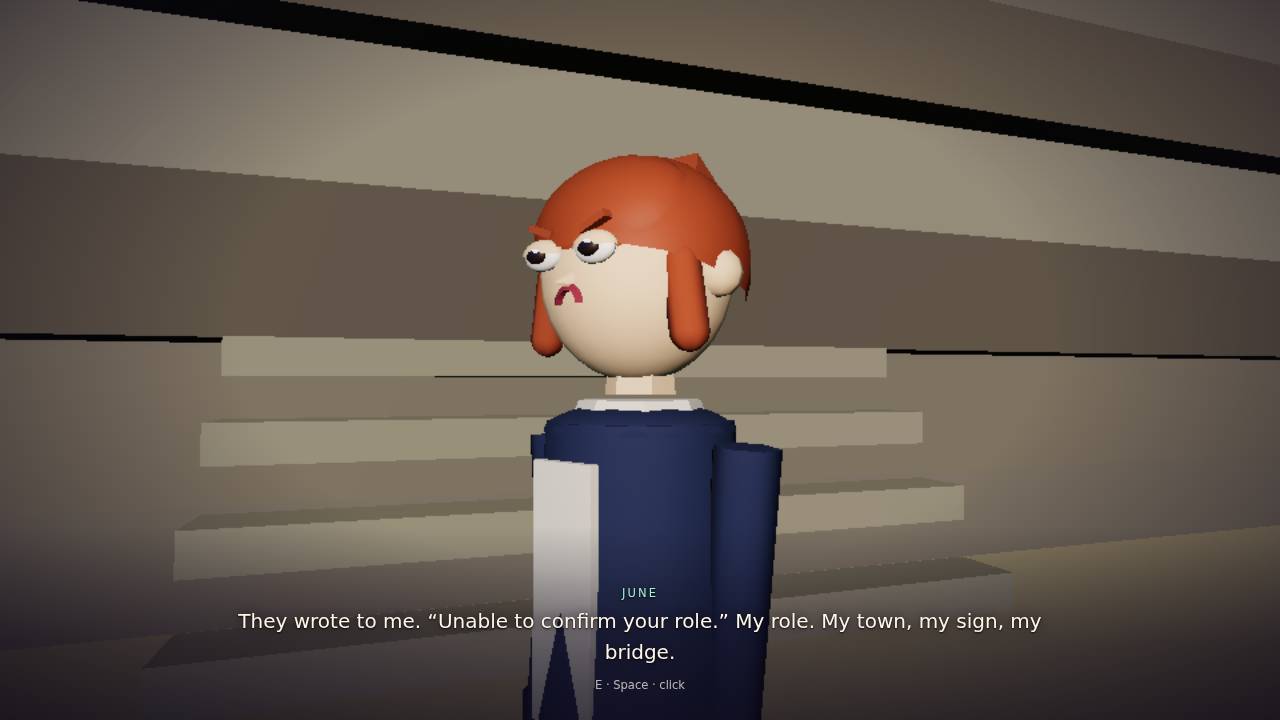 JUNE
They wrote to me. “Unable to confirm your role.” My role. My town, my sign, my
bridge.
E · Space · click